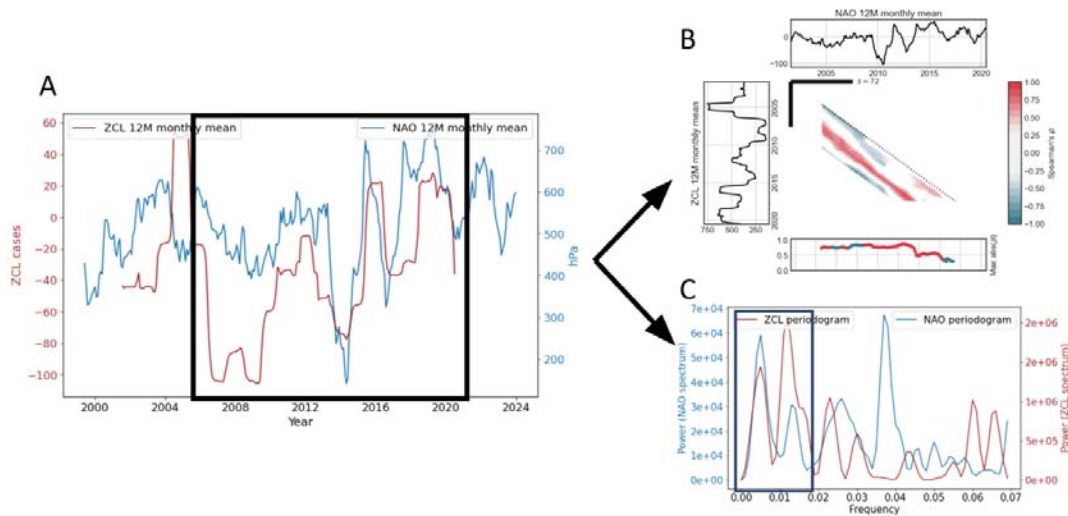 A
ZCL 12M monthly mean
NAO 12M monthly mean
60
40
20
0
−20
−40
−60
−80
−100
ZCL cases
700
600
500
400
300
200
hPa
2000
2004
2008
2012
2016
2020
2024
Year
B
NAO 12M monthly mean
0
−100
2005
2010
2015
2020
ZCL 12M monthly mean
2005
2010
2015
2020
750
500
250
1.00
0.75
0.50
0.25
0.00
−0.25
−0.50
−0.75
−1.00
Spearmen's ρ
1.0
0.5
0.0
Max abs(ρ)
C
ZCL periodogram
NAO periodogram
7e+04
6e+04
5e+04
4e+04
3e+04
2e+04
1e+04
0e+00
Power (NAO spectrum)
2e+06
2e+06
1e+06
5e+05
0e+00
Power (ZCL spectrum)
0.00
0.01
0.02
0.03
0.04
0.05
0.06
0.07
Frequency